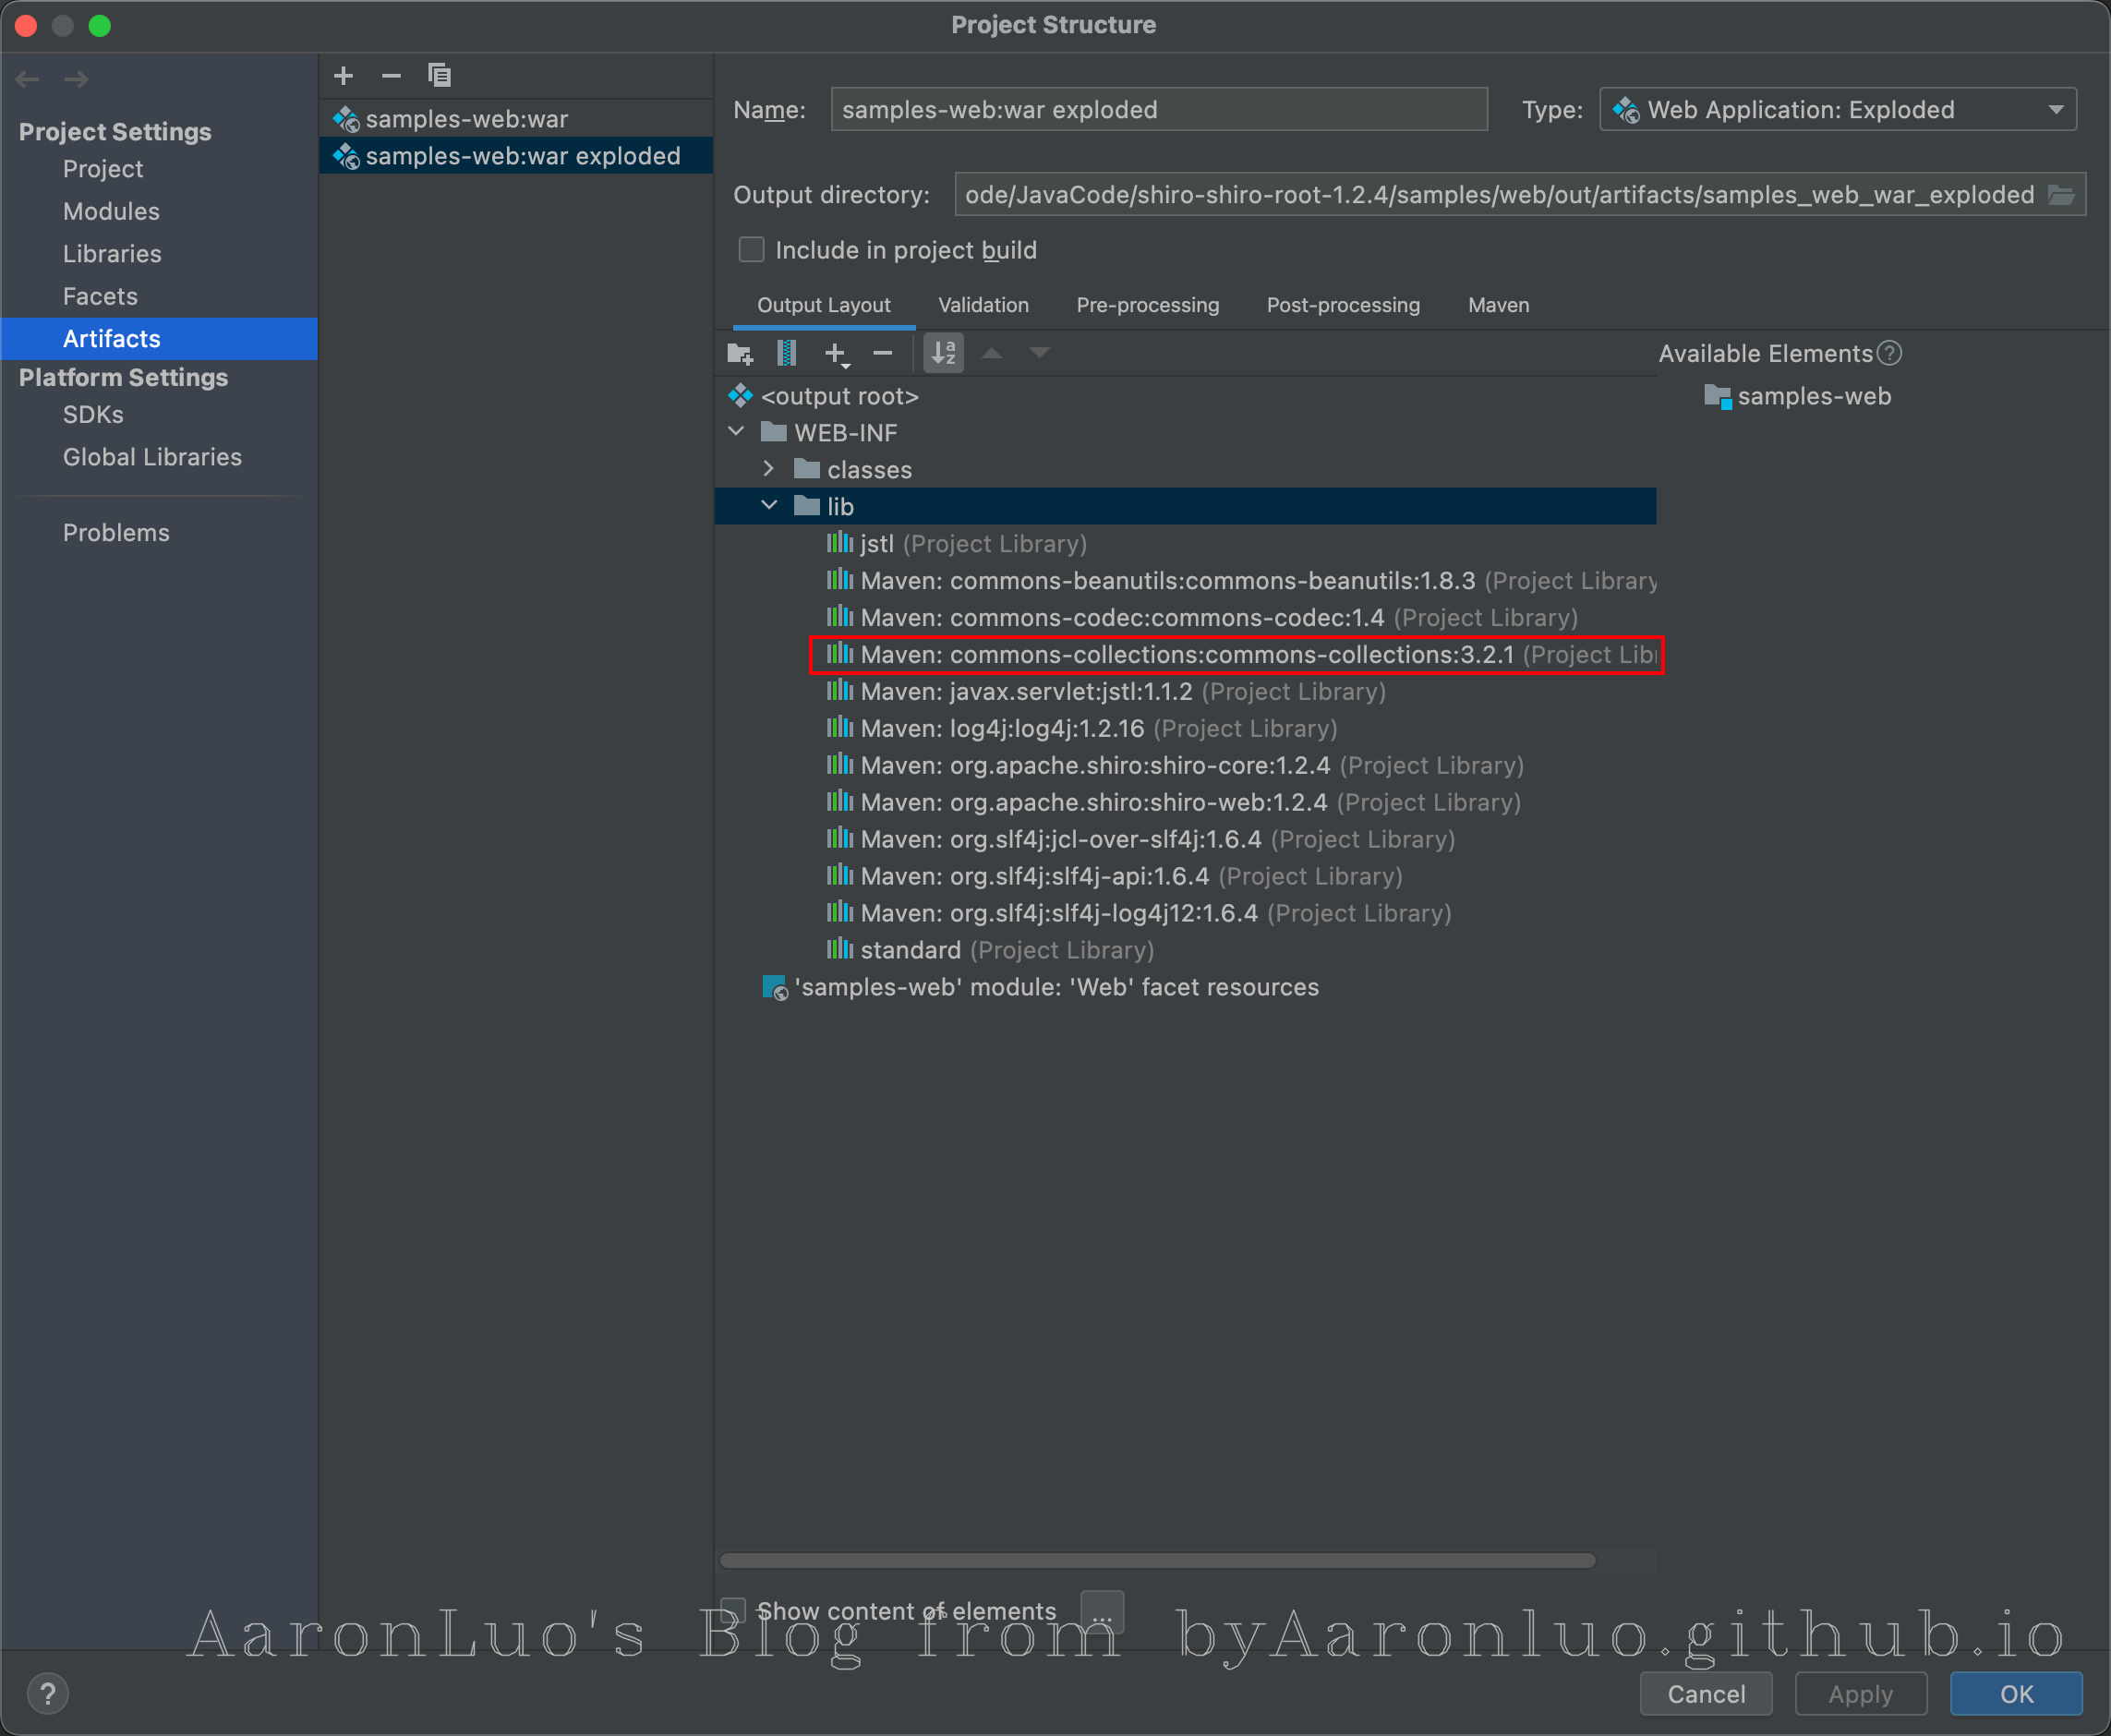 Project Structure
Project Settings
Project
Modules
Libraries
Facets
Artifacts
Platform Settings
SDKs
Global Libraries
Problems
samples-web:war
samples-web:war exploded
Name: samples-web:war exploded
Type: Web Application: Exploded
Output directory: ode/JavaCode/shiro-shiro-root-1.2.4/samples/web/out/artifacts/samples_web_war_exploded
Include in project build
Output Layout Validation Pre-processing Post-processing Maven
Available Elements ?
<output root>
samples-web
WEB-INF
classes
lib
jstl (Project Library)
Maven: commons-beanutils:commons-beanutils:1.8.3 (Project Library
Maven: commons-codec:commons-codec:1.4 (Project Library)
Maven: commons-collections:commons-collections:3.2.1 (Project Lib
Maven: javax.servlet:jstl:1.1.2 (Project Library)
Maven: log4j:log4j:1.2.16 (Project Library)
Maven: org.apache.shiro:shiro-core:1.2.4 (Project Library)
Maven: org.apache.shiro:shiro-web:1.2.4 (Project Library)
Maven: org.slf4j:jcl-over-slf4j:1.6.4 (Project Library)
Maven: org.slf4j:slf4j-api:1.6.4 (Project Library)
Maven: org.slf4j:slf4j-log4j12:1.6.4 (Project Library)
standard (Project Library)
'samples-web' module: 'Web' facet resources
Show content of elements ...
AaronLuo's Blog from byAaronluo.github.io
? Cancel Apply OK